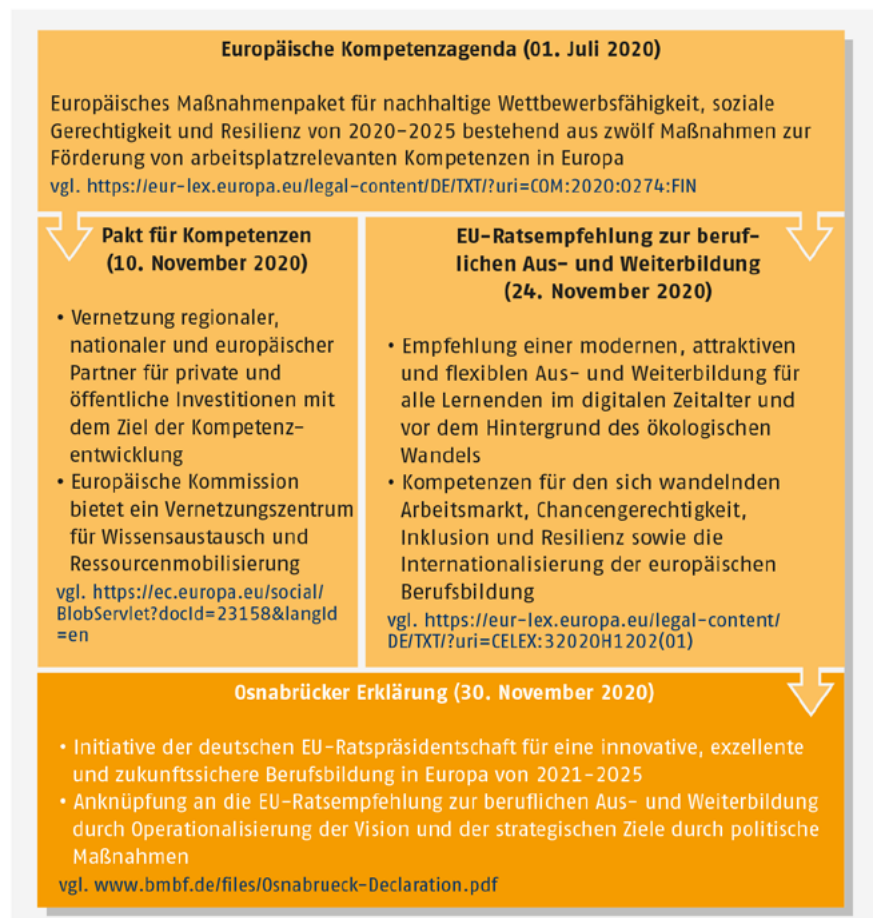 Europäische Kompetenzagenda (01. Juli 2020)
Europäisches Maßnahmenpaket für nachhaltige Wettbewerbsfähigkeit, soziale
Gerechtigkeit und Resilienz von 2020–2025 bestehend aus zwölf Maßnahmen zur
Förderung von arbeitsplatzrelevanten Kompetenzen in Europa
vgl. https://eur-lex.europa.eu/legal-content/DE/TXT/?uri=COM:2020:0274:FIN
Pakt für Kompetenzen
(10. November 2020)
• Vernetzung regionaler,
nationaler und europäischer
Partner für private und
öffentliche Investitionen mit
dem Ziel der Kompetenz-
entwicklung
• Europäische Kommission
bietet ein Vernetzungszentrum
für Wissensaustausch und
Ressourcenmobilisierung
vgl. https://ec.europa.eu/social/
BlobServlet?docId=23158&langId
=en
EU-Ratsempfehlung zur beruf-
lichen Aus- und Weiterbildung
(24. November 2020)
• Empfehlung einer modernen, attraktiven
und flexiblen Aus- und Weiterbildung für
alle Lernenden im digitalen Zeitalter und
vor dem Hintergrund des ökologischen
Wandels
• Kompetenzen für den sich wandelnden
Arbeitsmarkt, Chancengerechtigkeit,
Inklusion und Resilienz sowie die
Internationalisierung der europäischen
Berufsbildung
vgl. https://eur-lex.europa.eu/legal-content/
DE/TXT/?uri=CELEX:32020H1202(01)
Osnabrücker Erklärung (30. November 2020)
• Initiative der deutschen EU-Ratspräsidentschaft für eine innovative, exzellente
und zukunftssichere Berufsbildung in Europa von 2021–2025
• Anknüpfung an die EU-Ratsempfehlung zur beruflichen Aus- und Weiterbildung
durch Operationalisierung der Vision und der strategischen Ziele durch politische
Maßnahmen
vgl. www.bmbf.de/files/Osnabrueck-Declaration.pdf